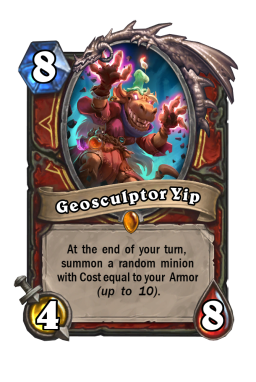 8
Geosculptor Yip
At the end of your turn,
summon a random minion
with Cost equal to your Armor
(up to 10).
4 8